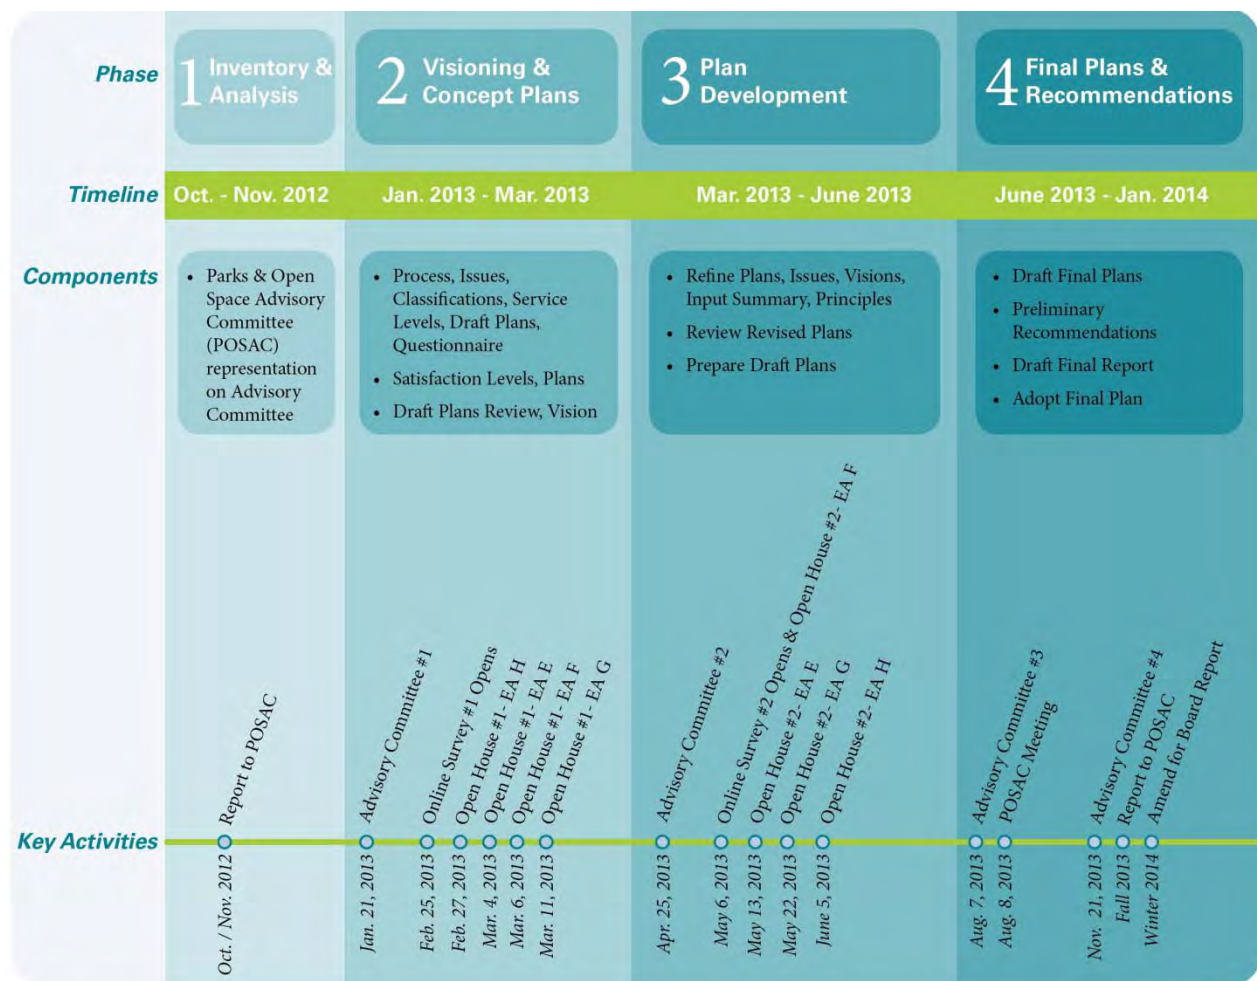 Phase
1 Inventory &
Analysis
2 Visioning &
Concept Plans
3 Plan
Development
4 Final Plans &
Recommendations
Timeline
Oct. - Nov. 2012
Jan. 2013 - Mar. 2013
Mar. 2013 - June 2013
June 2013 - Jan. 2014
Components
• Parks & Open
Space Advisory
Committee
(POSAC)
representation
on Advisory
Committee
• Process, Issues,
Classifications, Service
Levels, Draft Plans,
Questionnaire
• Satisfaction Levels, Plans
• Draft Plans Review, Vision
• Refine Plans, Issues, Visions,
Input Summary, Principles
• Review Revised Plans
• Prepare Draft Plans
• Draft Final Plans
• Preliminary
Recommendations
• Draft Final Report
• Adopt Final Plan
Key Activities
Report to POSAC
Advisory Committee #1
Online Survey #1 Opens
Open House #1- EA H
Open House #1- EA E
Open House #1- EA F
Open House #1- EA G
Advisory Committee #2
Online Survey #2 Opens & Open House #2- EA F
Open House #2- EA E
Open House #2- EA G
Open House #2- EA H
Advisory Committee #3
POSAC Meeting
Advisory Committee #4
Report to POSAC
Amend for Board Report
Oct. / Nov. 2012
Jan. 21, 2013
Feb. 25, 2013
Feb. 27, 2013
Mar. 4, 2013
Mar. 6, 2013
Mar. 11, 2013
Apr. 25, 2013
May 6, 2013
May 13, 2013
May 22, 2013
June 5, 2013
Aug. 7, 2013
Aug. 8, 2013
Nov. 21, 2013
Fall 2013
Winter 2014